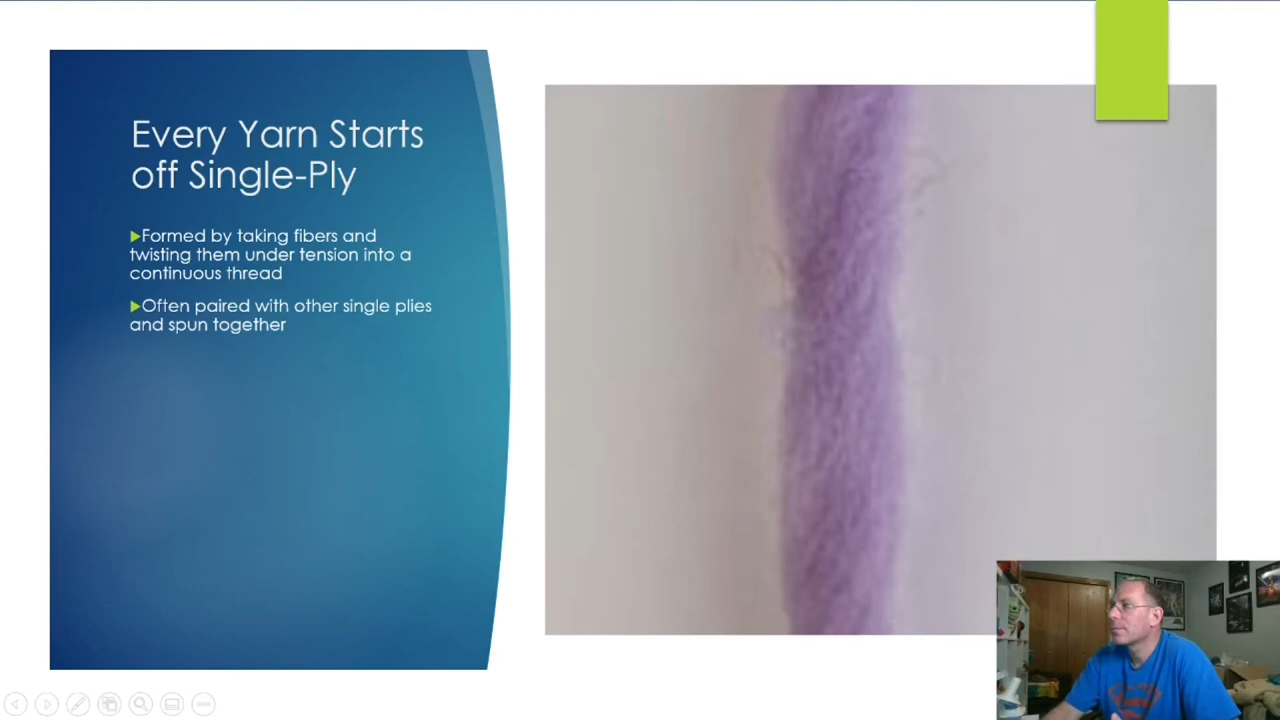 Every Yarn Starts
off Single-Ply
Formed by taking fibers and
twisting them under tension into a
continuous thread
Often paired with other single plies
and spun together